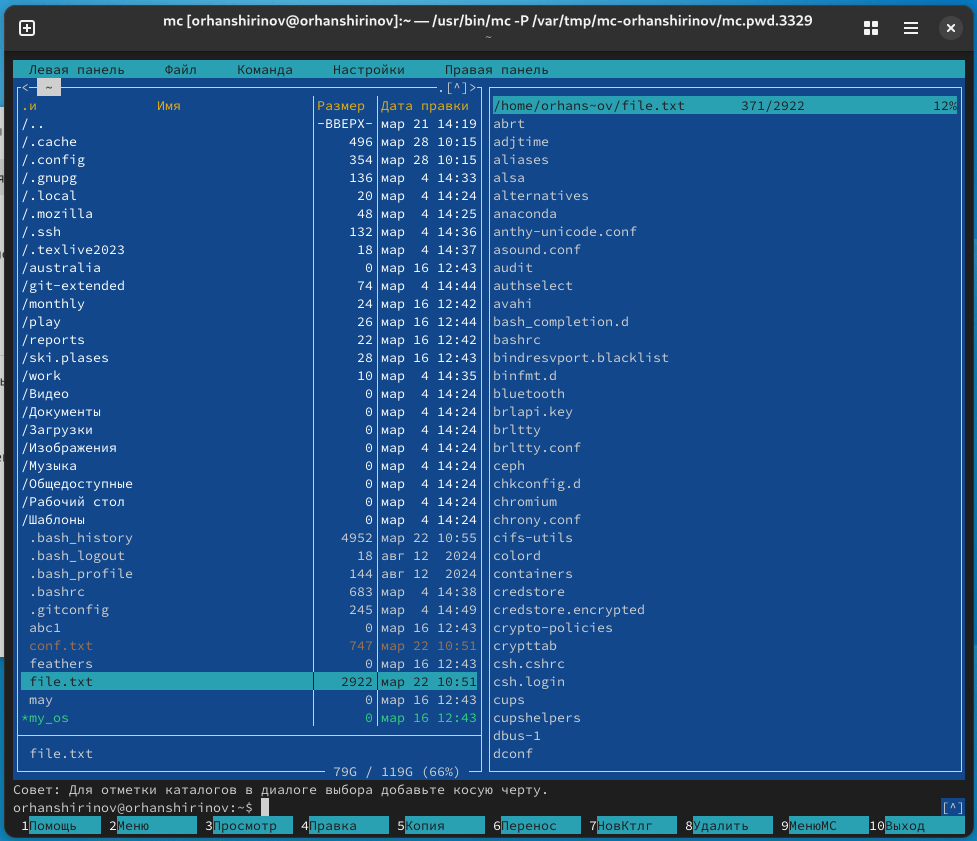 mc [orhanshirinov@orhanshirinov]:~ — /usr/bin/mc -P /var/tmp/mc-orhanshirinov/mc.pwd.3329
~
Левая панель Файл Команда Настройки Правая панель
<- ~ .[^]>
.и Имя Размер Дата правки
/.. -ВВЕРХ- мар 21 14:19
/.cache 496 мар 28 10:15
/.config 354 мар 28 10:15
/.gnupg 136 мар 4 14:33
/.local 20 мар 4 14:24
/.mozilla 48 мар 4 14:25
/.ssh 132 мар 4 14:36
/.texlive2023 18 мар 4 14:37
/australia 0 мар 16 12:43
/git-extended 74 мар 4 14:44
/monthly 24 мар 16 12:42
/play 26 мар 16 12:44
/reports 22 мар 16 12:42
/ski.plases 28 мар 16 12:43
/work 10 мар 4 14:35
/Видео 0 мар 4 14:24
/Документы 0 мар 4 14:24
/Загрузки 0 мар 4 14:24
/Изображения 0 мар 4 14:24
/Музыка 0 мар 4 14:24
/Общедоступные 0 мар 4 14:24
/Рабочий стол 0 мар 4 14:24
/Шаблоны 0 мар 4 14:24
.bash_history 4952 мар 22 10:55
.bash_logout 18 авг 12 2024
.bash_profile 144 авг 12 2024
.bashrc 683 мар 4 14:38
.gitconfig 245 мар 4 14:49
abc1 0 мар 16 12:43
conf.txt 747 мар 22 10:51
feathers 0 мар 16 12:43
file.txt 2922 мар 22 10:51
may 0 мар 16 12:43
*my_os 0 мар 16 12:43
file.txt
79G / 119G (66%)
/home/orhans~ov/file.txt 371/2922 12%
abrt
adjtime
aliases
alsa
alternatives
anaconda
anthy-unicode.conf
asound.conf
audit
authselect
avahi
bash_completion.d
bashrc
bindresvport.blacklist
binfmt.d
bluetooth
brlapi.key
brltty
brltty.conf
ceph
chkconfig.d
chromium
chrony.conf
cifs-utils
colord
containers
credstore
credstore.encrypted
crypto-policies
crypttab
csh.cshrc
csh.login
cups
cupshelpers
dbus-1
dconf
Совет: Для отметки каталогов в диалоге выбора добавьте косую черту.
orhanshirinov@orhanshirinov:~$ [^]
1Помощь 2Меню 3Просмотр 4Правка 5Копия 6Перенос 7НовКтлг 8Удалить 9МенюМС 10Выход